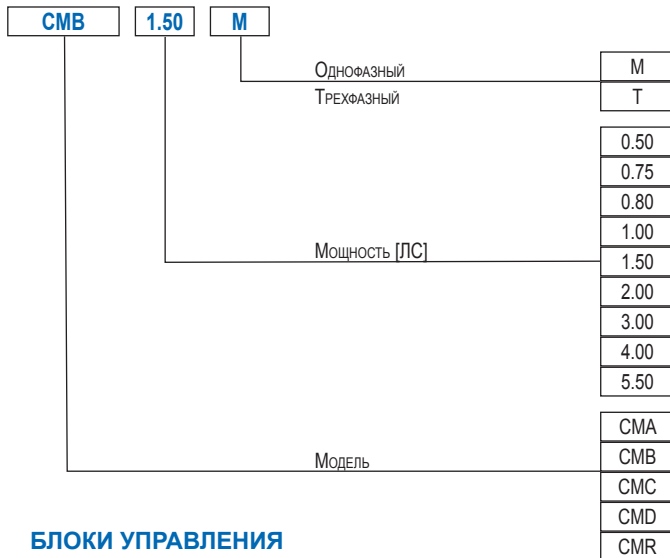 CMB 1.50 M
Однофазный M
Трехфазный T
0.50
0.75
0.80
1.00
Мощность [ЛС]
1.50
2.00
3.00
4.00
5.50
CMA
Модель CMB
CMC
CMD
БЛОКИ УПРАВЛЕНИЯ
CMR